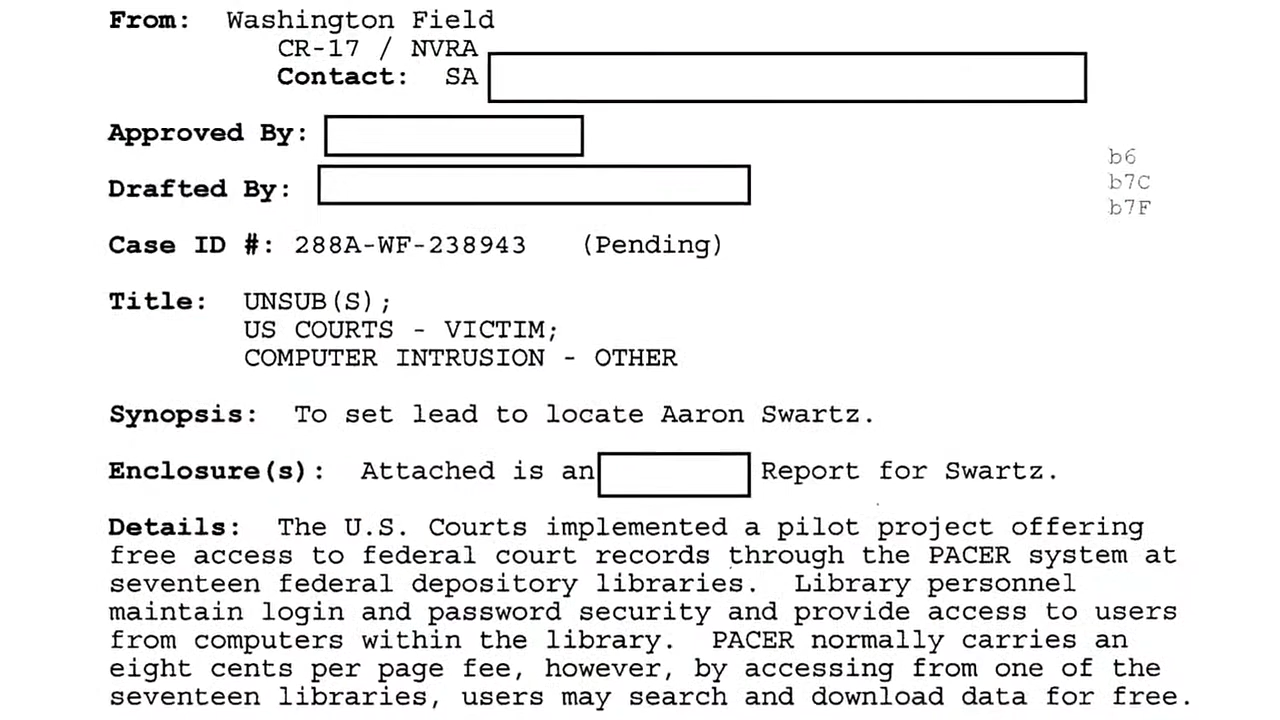 From: Washington Field
CR-17 / NVRA
Contact: SA
Approved By:
b6
Drafted By:
b7C
b7F
Case ID #: 288A-WF-238943 (Pending)
Title: UNSUB(S);
US COURTS - VICTIM;
COMPUTER INTRUSION - OTHER
Synopsis: To set lead to locate Aaron Swartz.
Enclosure(s): Attached is an Report for Swartz.
Details: The U.S. Courts implemented a pilot project offering
free access to federal court records through the PACER system at
seventeen federal depository libraries. Library personnel
maintain login and password security and provide access to users
from computers within the library. PACER normally carries an
eight cents per page fee, however, by accessing from one of the
seventeen libraries, users may search and download data for free.